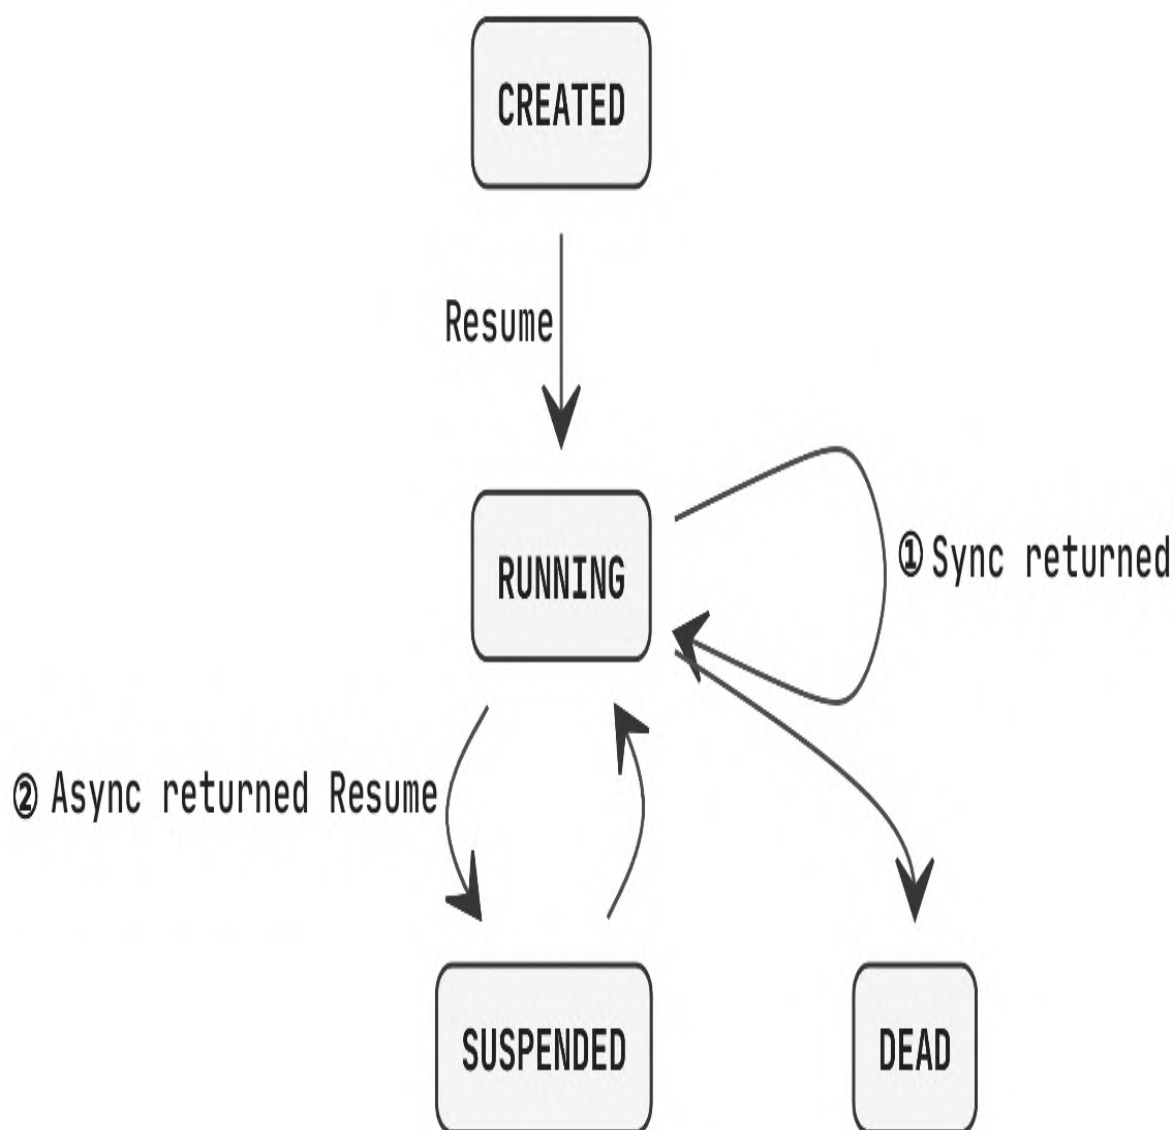 CREATED
Resume
RUNNING
① Sync returned
② Async returned Resume
SUSPENDED
DEAD